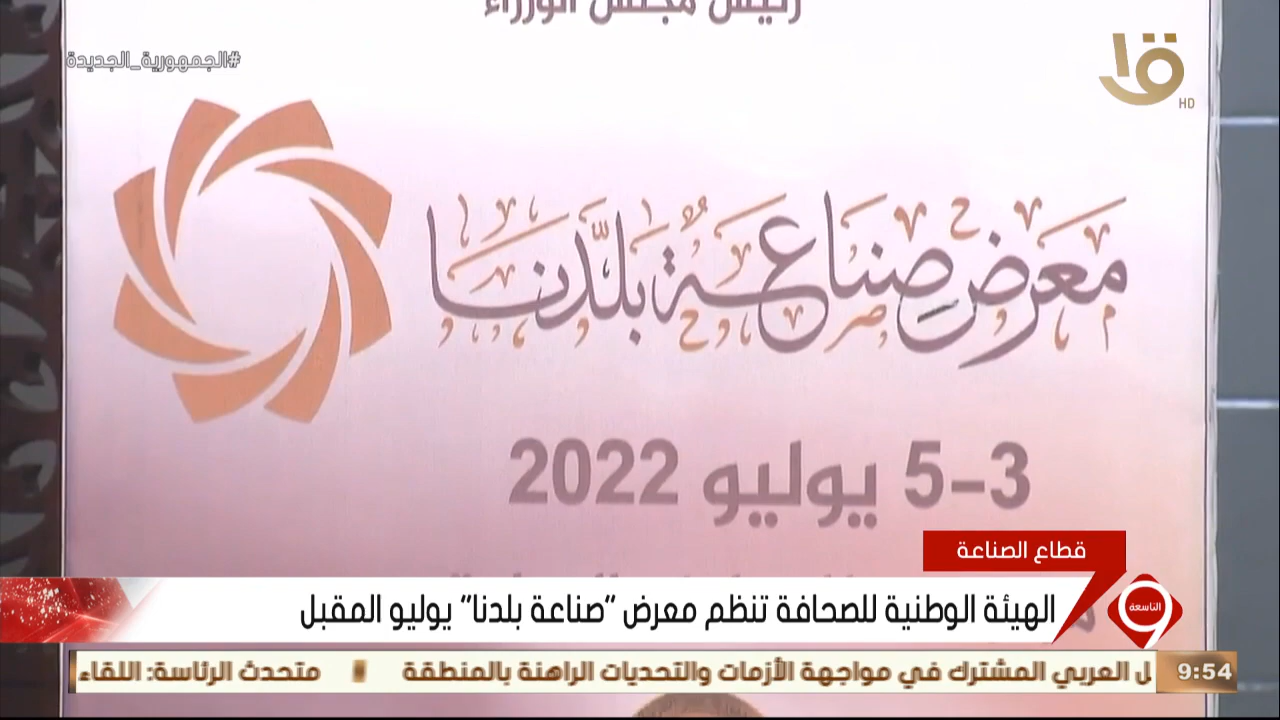 رئيس مجلس الوزراء
#الجمهورية_الجديدة
HD
معرض صناعة بلدنا
3-5 يوليو 2022
قطاع الصناعة
التاسعة
الهيئة الوطنية للصحافة تنظم معرض "صناعة بلدنا" يوليو المقبل
9:54
ل العربي المشترك في مواجهة الأزمات والتحديات الراهنة بالمنطقة متحدث الرئاسة: اللقاء